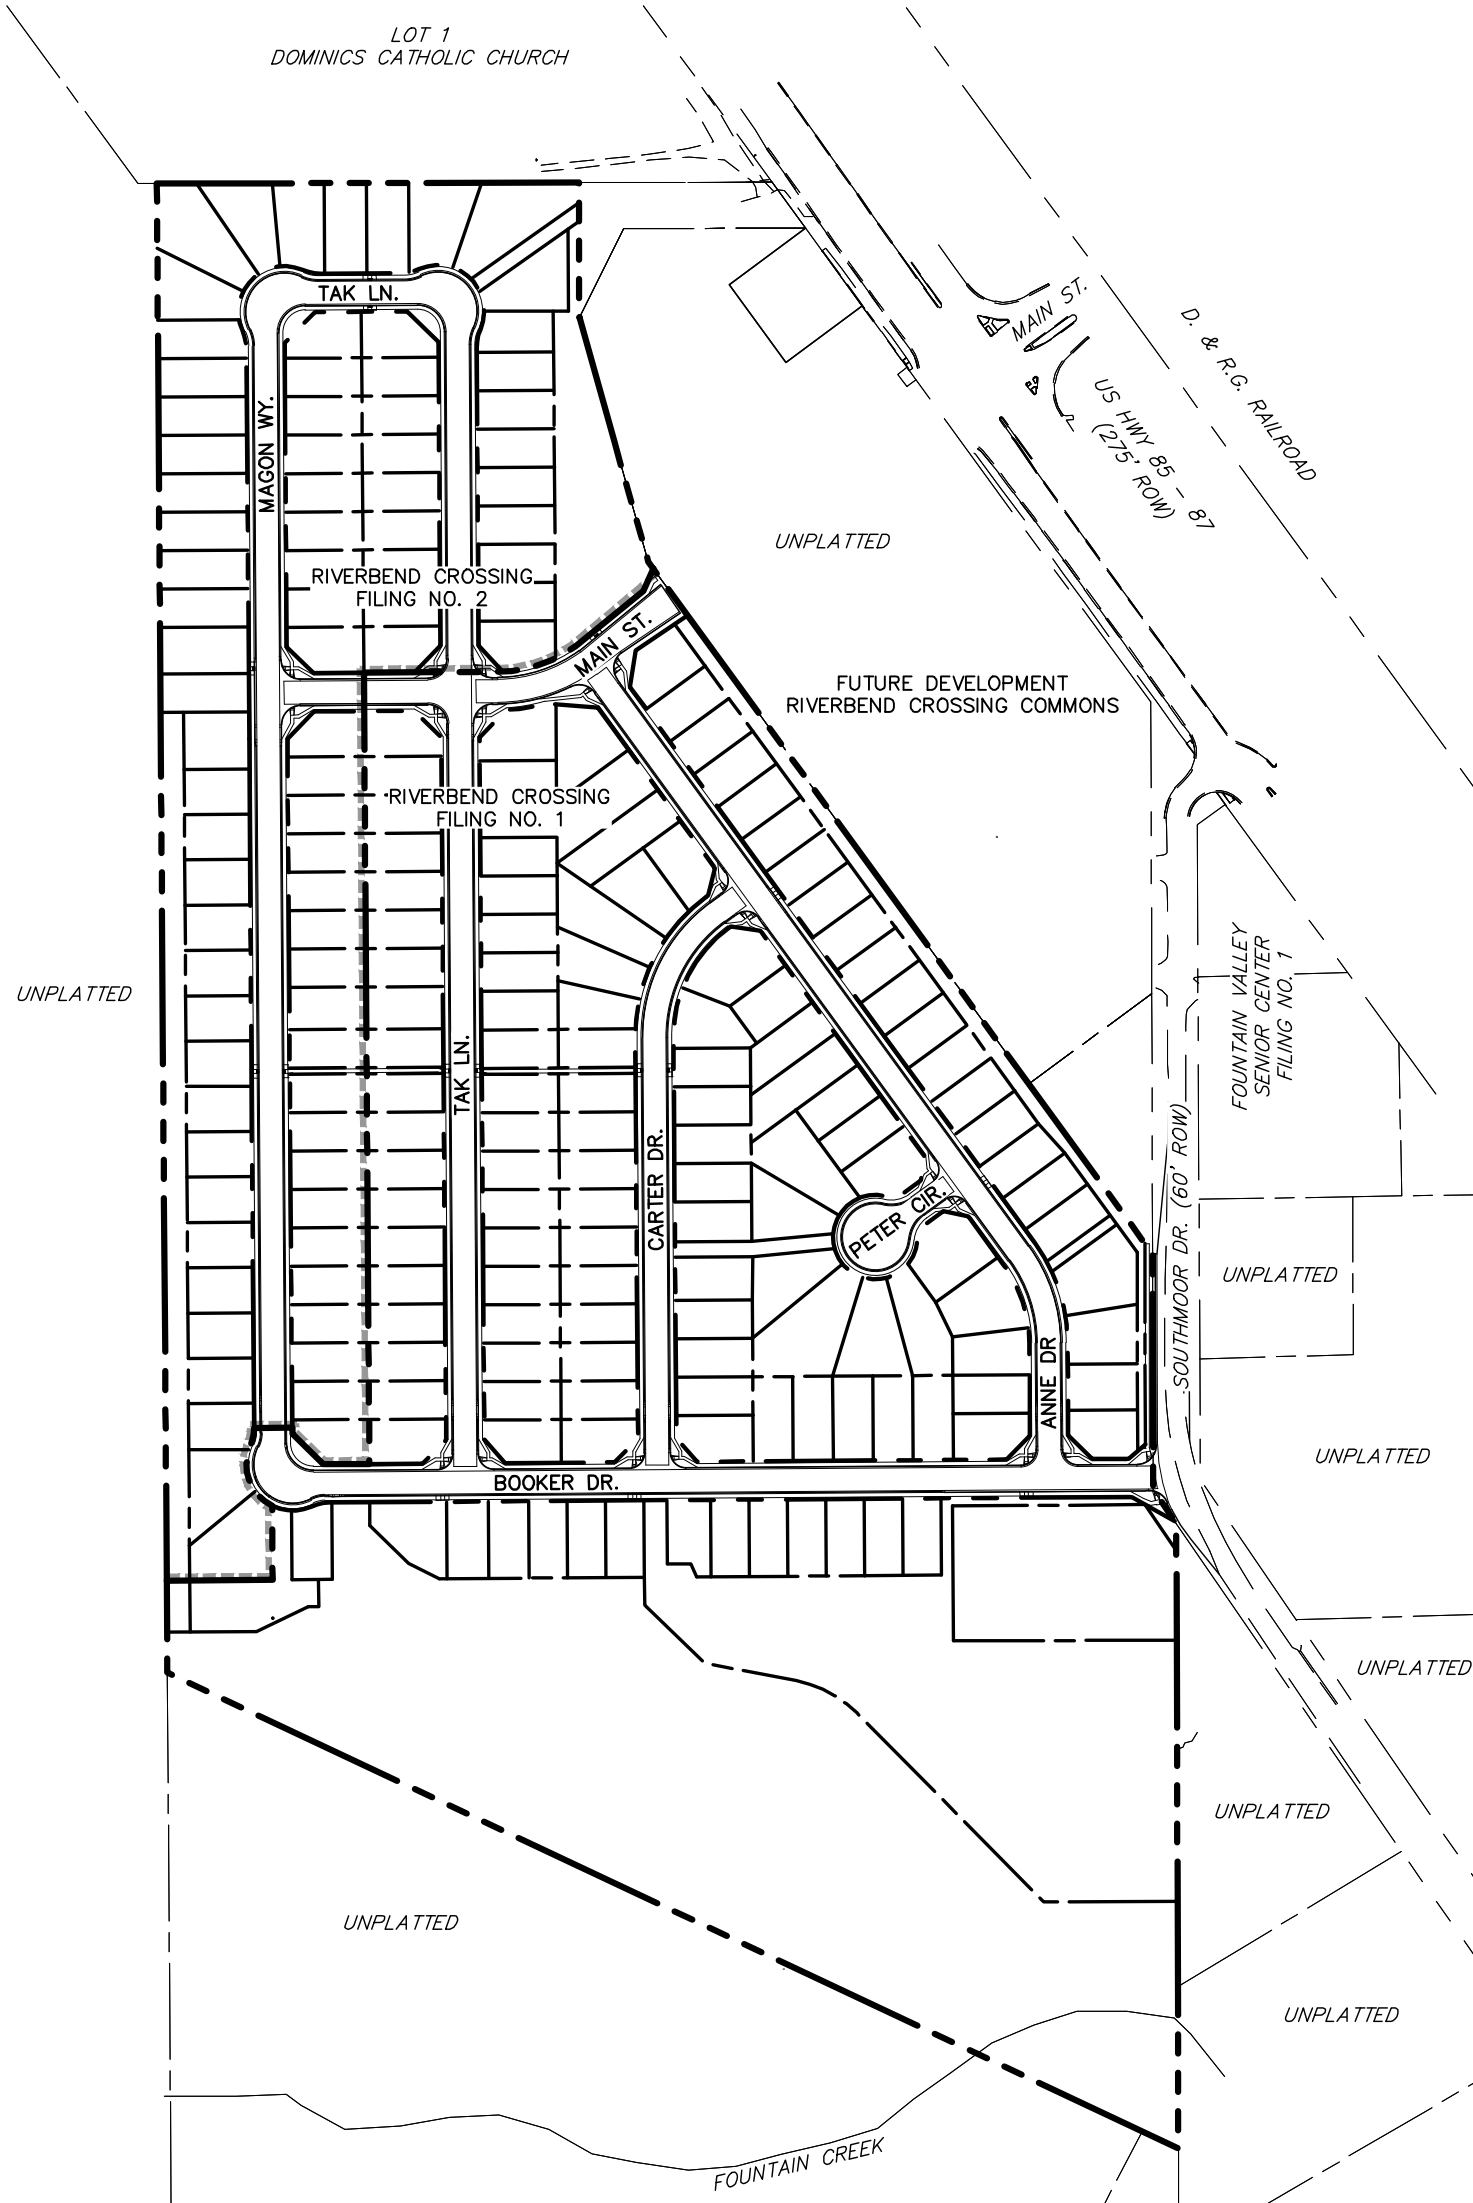 LOT 1
DOMINICS CATHOLIC CHURCH
TAK LN.
MAIN ST.
D. & R.G. RAILROAD
US HWY 85 - 87
(275' ROW)
MAGON WY.
UNPLATTED
RIVERBEND CROSSING
FILING NO. 2
MAIN ST.
FUTURE DEVELOPMENT
RIVERBEND CROSSING COMMONS
RIVERBEND CROSSING
FILING NO. 1
UNPLATTED
FOUNTAIN VALLEY
SENIOR CENTER
FILING NO. 1
TAK LN.
CARTER DR.
PETER CIR.
SOUTHMOOR DR. (60' ROW)
UNPLATTED
ANNE DR
UNPLATTED
BOOKER DR.
UNPLATTED
UNPLATTED
UNPLATTED
UNPLATTED
FOUNTAIN CREEK